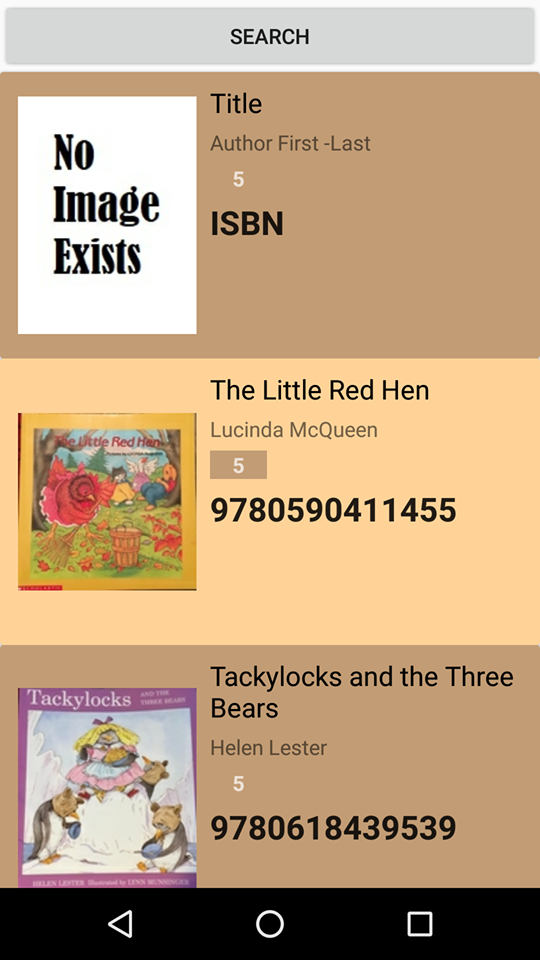 SEARCH
No
Image
Exists
Title
Author First -Last
5
ISBN
The Little Red Hen
The Little Red Hen
Lucinda McQueen
5
9780590411455
Tackylocks AND THE
THREE BEARS
HELEN LESTER Illustrated by LYNN MUNSINGER
Tackylocks and the Three
Bears
Helen Lester
5
9780618439539